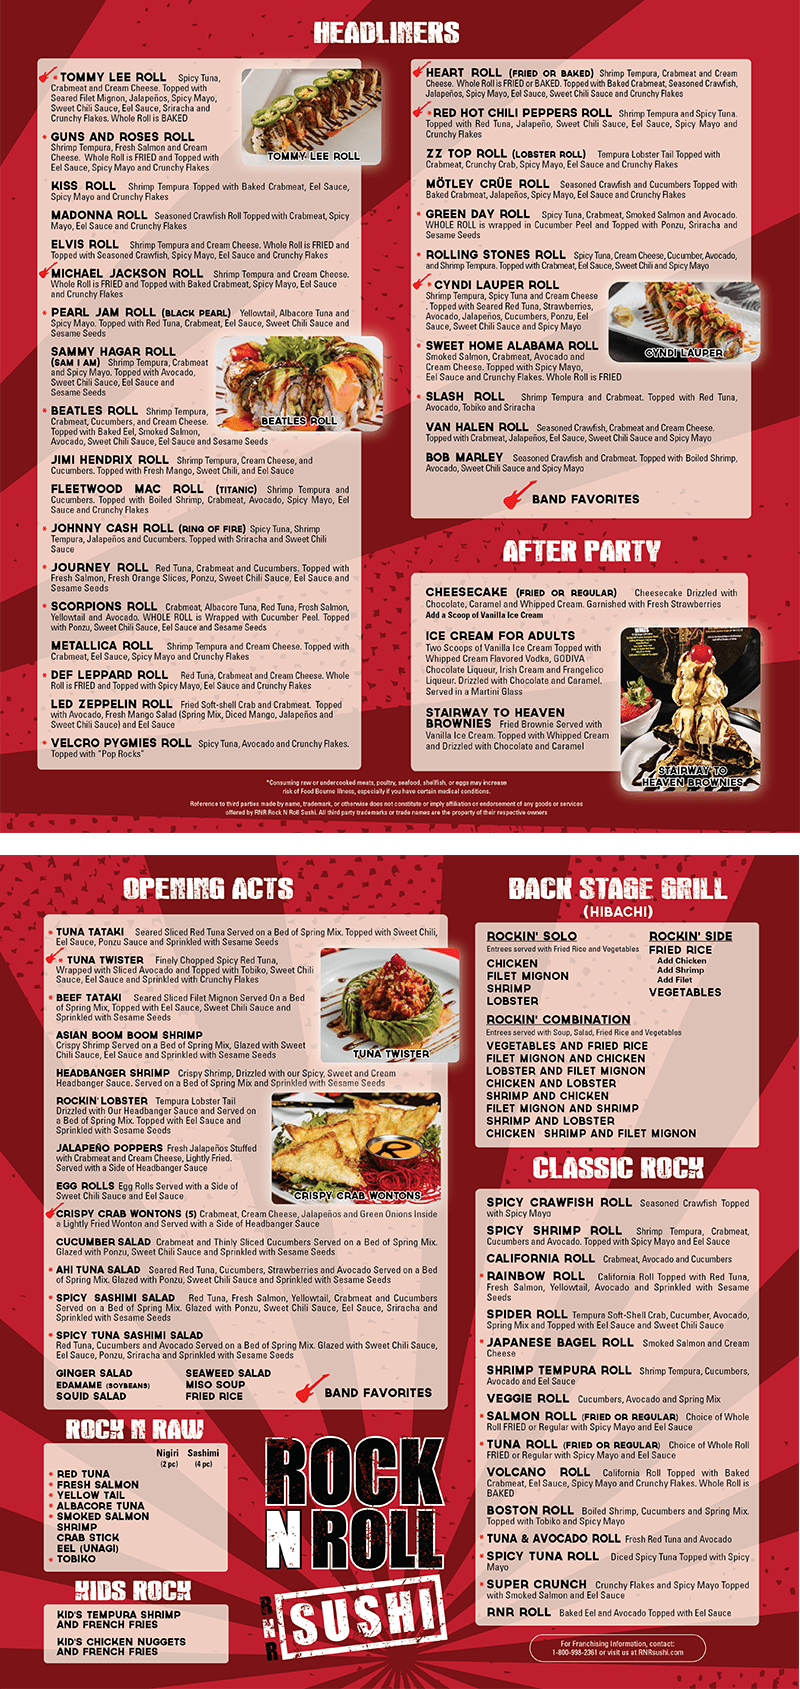 HEADLINERS
* TOMMY LEE ROLL Spicy Tuna,
Crabmeat and Cream Cheese. Topped with
Seared Filet Mignon, Jalapeños, Spicy Mayo,
Sweet Chili Sauce, Eel Sauce, Sriracha and
Crunchy Flakes. Whole Roll is BAKED
TOMMY LEE ROLL
* GUNS AND ROSES ROLL
Shrimp Tempura, Fresh Salmon and Cream
Cheese. Whole Roll is FRIED and Topped with
Eel Sauce, Spicy Mayo and Crunchy Flakes
KISS ROLL Shrimp Tempura Topped with Baked Crabmeat, Eel Sauce,
Spicy Mayo and Crunchy Flakes
MADONNA ROLL Seasoned Crawfish Roll Topped with Crabmeat, Spicy
Mayo, Eel Sauce and Crunchy Flakes
ELVIS ROLL Shrimp Tempura and Cream Cheese. Whole Roll is FRIED and
Topped with Seasoned Crawfish, Spicy Mayo, Eel Sauce and Crunchy Flakes
MICHAEL JACKSON ROLL Shrimp Tempura and Cream Cheese.
Whole Roll is FRIED and Topped with Baked Crabmeat, Spicy Mayo, Eel Sauce
and Crunchy Flakes
* PEARL JAM ROLL (BLACK PEARL) Yellowtail, Albacore Tuna and
Spicy Mayo. Topped with Red Tuna, Crabmeat, Eel Sauce, Sweet Chili Sauce and
Sesame Seeds
SAMMY HAGAR ROLL
(SAM I AM) Shrimp Tempura, Crabmeat
and Spicy Mayo. Topped with Avocado,
Sweet Chili Sauce, Eel Sauce and
Sesame Seeds
BEATLES ROLL
* BEATLES ROLL Shrimp Tempura,
Crabmeat, Cucumbers, and Cream Cheese.
Topped with Baked Eel, Smoked Salmon,
Avocado, Sweet Chili Sauce, Eel Sauce and Sesame Seeds
JIMI HENDRIX ROLL Shrimp Tempura, Cream Cheese, and
Cucumbers. Topped with Fresh Mango, Sweet Chili, and Eel Sauce
FLEETWOOD MAC ROLL (TITANIC) Shrimp Tempura and
Cucumbers. Topped with Boiled Shrimp, Crabmeat, Avocado, Spicy Mayo, Eel
Sauce and Crunchy Flakes
* JOHNNY CASH ROLL (RING OF FIRE) Spicy Tuna, Shrimp
Tempura, Jalapeños and Cucumbers. Topped with Sriracha and Sweet Chili
Sauce
* JOURNEY ROLL Red Tuna, Crabmeat and Cucumbers. Topped with
Fresh Salmon, Fresh Orange Slices, Ponzu, Sweet Chili Sauce, Eel Sauce and
Sesame Seeds
* SCORPIONS ROLL Crabmeat, Albacore Tuna, Red Tuna, Fresh Salmon,
Yellowtail and Avocado. WHOLE ROLL is Wrapped with Cucumber Peel. Topped
with Ponzu, Sweet Chili Sauce, Eel Sauce and Sesame Seeds
METALLICA ROLL Shrimp Tempura and Cream Cheese. Topped with
Crabmeat, Eel Sauce, Spicy Mayo and Crunchy Flakes
* DEF LEPPARD ROLL Red Tuna, Crabmeat and Cream Cheese. Whole
Roll is FRIED and Topped with Spicy Mayo, Eel Sauce and Crunchy Flakes
LED ZEPPELIN ROLL Fried Soft-shell Crab and Crabmeat. Topped
with Avocado, Fresh Mango Salad (Spring Mix, Diced Mango, Jalapeños and
Sweet Chili Sauce) and Eel Sauce
* VELCRO PYGMIES ROLL Spicy Tuna, Avocado and Crunchy Flakes.
Topped with "Pop Rocks"
HEART ROLL (FRIED OR BAKED) Shrimp Tempura, Crabmeat and Cream
Cheese. Whole Roll is FRIED or BAKED. Topped with Baked Crabmeat, Seasoned Crawfish,
Jalapeños, Spicy Mayo, Eel Sauce, Sweet Chili Sauce and Crunchy Flakes
* RED HOT CHILI PEPPERS ROLL Shrimp Tempura and Spicy Tuna.
Topped with Red Tuna, Jalapeño, Sweet Chili Sauce, Eel Sauce, Spicy Mayo and
Crunchy Flakes
ZZ TOP ROLL (LOBSTER ROLL) Tempura Lobster Tail Topped with
Crabmeat, Crunchy Crab, Spicy Mayo, Eel Sauce and Crunchy Flakes
MÖTLEY CRÜE ROLL Seasoned Crawfish and Cucumbers Topped with
Baked Crabmeat, Jalapeños, Spicy Mayo, Eel Sauce and Crunchy Flakes
* GREEN DAY ROLL Spicy Tuna, Crabmeat, Smoked Salmon and Avocado.
WHOLE ROLL is wrapped in Cucumber Peel and Topped with Ponzu, Sriracha and
Sesame Seeds
* ROLLING STONES ROLL Spicy Tuna, Cream Cheese, Cucumber, Avocado,
and Shrimp Tempura. Topped with Crabmeat, Eel Sauce, Sweet Chili and Spicy Mayo
* CYNDI LAUPER ROLL
Shrimp Tempura, Spicy Tuna and Cream Cheese
. Topped with Seared Red Tuna, Strawberries,
Avocado, Jalapeños, Cucumbers, Ponzu, Eel
Sauce, Sweet Chili Sauce and Spicy Mayo
CYNDI LAUPER
* SWEET HOME ALABAMA ROLL
Smoked Salmon, Crabmeat, Avocado and
Cream Cheese. Topped with Spicy Mayo,
Eel Sauce and Crunchy Flakes. Whole Roll is FRIED
* SLASH ROLL Shrimp Tempura and Crabmeat. Topped with Red Tuna,
Avocado, Tobiko and Sriracha
VAN HALEN ROLL Seasoned Crawfish, Crabmeat and Cream Cheese.
Topped with Crabmeat, Jalapeños, Eel Sauce, Sweet Chili Sauce and Spicy Mayo
BOB MARLEY Seasoned Crawfish and Crabmeat. Topped with Boiled Shrimp,
Avocado, Sweet Chili Sauce and Spicy Mayo
BAND FAVORITES
AFTER PARTY
CHEESECAKE (FRIED OR REGULAR) Cheesecake Drizzled with
Chocolate, Caramel and Whipped Cream. Garnished with Fresh Strawberries
Add a Scoop of Vanilla Ice Cream
ICE CREAM FOR ADULTS
Two Scoops of Vanilla Ice Cream Topped with
Whipped Cream Flavored Vodka, GODIVA
Chocolate Liqueur, Irish Cream and Frangelico
Liqueur. Drizzled with Chocolate and Caramel.
Served in a Martini Glass
STAIRWAY TO HEAVEN
BROWNIES Fried Brownie Served with
Vanilla Ice Cream. Topped with Whipped Cream
and Drizzled with Chocolate and Caramel
STAIRWAY TO
HEAVEN BROWNIES
*Consuming raw or undercooked meats, poultry, seafood, shellfish, or eggs may increase
risk of Food Bourne Illness, especially if you have certain medical conditions.
Reference to third parties made by name, trademark, or otherwise does not constitute or imply affiliation or endorsement of any goods or services
offered by RNR Rock N Roll Sushi. All third party trademarks or trade names are the property of their respective owners
OPENING ACTS
* TUNA TATAKI Seared Sliced Red Tuna Served on a Bed of Spring Mix. Topped with Sweet Chili,
Eel Sauce, Ponzu Sauce and Sprinkled with Sesame Seeds
* TUNA TWISTER Finely Chopped Spicy Red Tuna,
Wrapped with Sliced Avocado and Topped with Tobiko, Sweet Chili
Sauce, Eel Sauce and Sprinkled with Crunchy Flakes
* BEEF TATAKI Seared Sliced Filet Mignon Served On a Bed
of Spring Mix, Topped with Eel Sauce, Sweet Chili Sauce and
Sprinkled with Sesame Seeds
ASIAN BOOM BOOM SHRIMP
Crispy Shrimp Served on a Bed of Spring Mix, Glazed with Sweet
Chili Sauce, Eel Sauce and Sprinkled with Sesame Seeds
TUNA TWISTER
HEADBANGER SHRIMP Crispy Shrimp, Drizzled with our Spicy, Sweet and Cream
Headbanger Sauce. Served on a Bed of Spring Mix and Sprinkled with Sesame Seeds
ROCKIN' LOBSTER Tempura Lobster Tail
Drizzled with Our Headbanger Sauce and Served on
a Bed of Spring Mix. Topped with Eel Sauce and
Sprinkled with Sesame Seeds
JALAPEÑO POPPERS Fresh Jalapeños Stuffed
with Crabmeat and Cream Cheese, Lightly Fried.
Served with a Side of Headbanger Sauce
EGG ROLLS Egg Rolls Served with a Side of
Sweet Chili Sauce and Eel Sauce
CRISPY CRAB WONTONS
CRISPY CRAB WONTONS (5) Crabmeat, Cream Cheese, Jalapeños and Green Onions Inside
a Lightly Fried Wonton and Served with a Side of Headbanger Sauce
CUCUMBER SALAD Crabmeat and Thinly Sliced Cucumbers Served on a Bed of Spring Mix.
Glazed with Ponzu, Sweet Chili Sauce and Sprinkled with Sesame Seeds
* AHI TUNA SALAD Seared Red Tuna, Cucumbers, Strawberries and Avocado Served on a Bed
of Spring Mix. Glazed with Ponzu, Sweet Chili Sauce and Sprinkled with Sesame Seeds
* SPICY SASHIMI SALAD Red Tuna, Fresh Salmon, Yellowtail, Crabmeat and Cucumbers
Served on a Bed of Spring Mix. Glazed with Ponzu, Sweet Chili Sauce, Eel Sauce, Sriracha and
Sprinkled with Sesame Seeds
* SPICY TUNA SASHIMI SALAD
Red Tuna, Cucumbers and Avocado Served on a Bed of Spring Mix. Glazed with Sweet Chili Sauce,
Eel Sauce, Ponzu, Sriracha and Sprinkled with Sesame Seeds
GINGER SALAD
EDAMAME (SOYBEANS)
SQUID SALAD
SEAWEED SALAD
MISO SOUP
FRIED RICE
BAND FAVORITES
ROCK N RAW
Nigiri Sashimi
(2 pc) (4 pc)
* RED TUNA
* FRESH SALMON
* YELLOW TAIL
* ALBACORE TUNA
* SMOKED SALMON
SHRIMP
CRAB STICK
EEL (UNAGI)
* TOBIKO
KIDS ROCK
KID'S TEMPURA SHRIMP
AND FRENCH FRIES
KID'S CHICKEN NUGGETS
AND FRENCH FRIES
ROCK
N ROLL
RNR SUSHI
BACK STAGE GRILL
(HIBACHI)
ROCKIN' SOLO
Entrees served with Fried Rice and Vegetables
CHICKEN
FILET MIGNON
SHRIMP
LOBSTER
ROCKIN' SIDE
FRIED RICE
Add Chicken
Add Shrimp
Add Filet
VEGETABLES
ROCKIN' COMBINATION
Entrees served with Soup, Salad, Fried Rice and Vegetables
VEGETABLES AND FRIED RICE
FILET MIGNON AND CHICKEN
LOBSTER AND FILET MIGNON
CHICKEN AND LOBSTER
SHRIMP AND CHICKEN
FILET MIGNON AND SHRIMP
SHRIMP AND LOBSTER
CHICKEN SHRIMP AND FILET MIGNON
CLASSIC ROCK
SPICY CRAWFISH ROLL Seasoned Crawfish Topped
with Spicy Mayo
SPICY SHRIMP ROLL Shrimp Tempura, Crabmeat,
Cucumbers and Avocado. Topped with Spicy Mayo and Eel Sauce
CALIFORNIA ROLL Crabmeat, Avocado and Cucumbers
* RAINBOW ROLL California Roll Topped with Red Tuna,
Fresh Salmon, Yellowtail, Avocado and Sprinkled with Sesame
Seeds
SPIDER ROLL Tempura Soft-Shell Crab, Cucumber, Avocado,
Spring Mix and Topped with Eel Sauce and Sweet Chili Sauce
* JAPANESE BAGEL ROLL Smoked Salmon and Cream
Cheese
SHRIMP TEMPURA ROLL Shrimp Tempura, Cucumbers,
Avocado and Eel Sauce
VEGGIE ROLL Cucumbers, Avocado and Spring Mix
* SALMON ROLL (FRIED OR REGULAR) Choice of Whole
Roll FRIED or Regular with Spicy Mayo and Eel Sauce
* TUNA ROLL (FRIED OR REGULAR) Choice of Whole Roll
FRIED or Regular with Spicy Mayo and Eel Sauce
VOLCANO ROLL California Roll Topped with Baked
Crabmeat, Eel Sauce, Spicy Mayo and Crunchy Flakes. Whole Roll is
BAKED
BOSTON ROLL Boiled Shrimp, Cucumbers and Spring Mix.
Topped with Tobiko and Spicy Mayo
* TUNA & AVOCADO ROLL Fresh Red Tuna and Avocado
* SPICY TUNA ROLL Diced Spicy Tuna Topped with Spicy
Mayo
* SUPER CRUNCH Crunchy Flakes and Spicy Mayo Topped
with Smoked Salmon and Eel Sauce
RNR ROLL Baked Eel and Avocado Topped with Eel Sauce
For Franchising Information, contact:
1-800-998-2361 or visit us at RNRsushi.com